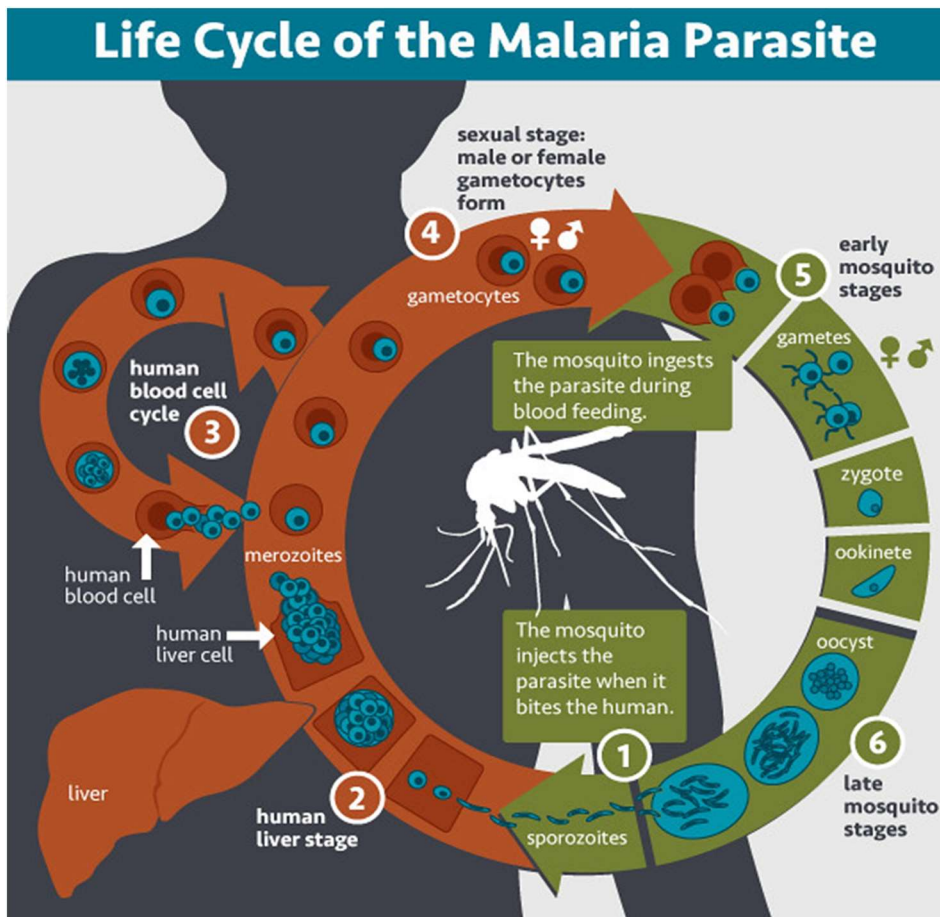 Life Cycle of the Malaria Parasite
sexual stage:
male or female
gametocytes
form
4
gametocytes
5
early
mosquito
stages
gametes
The mosquito ingests
the parasite during
blood feeding.
human
blood cell
cycle
3
zygote
ookinete
merozoites
human
blood cell
human
liver cell
The mosquito
injects the
parasite when it
bites the human.
oocyst
1
6
late
mosquito
stages
liver
2
human
liver stage
sporozoites